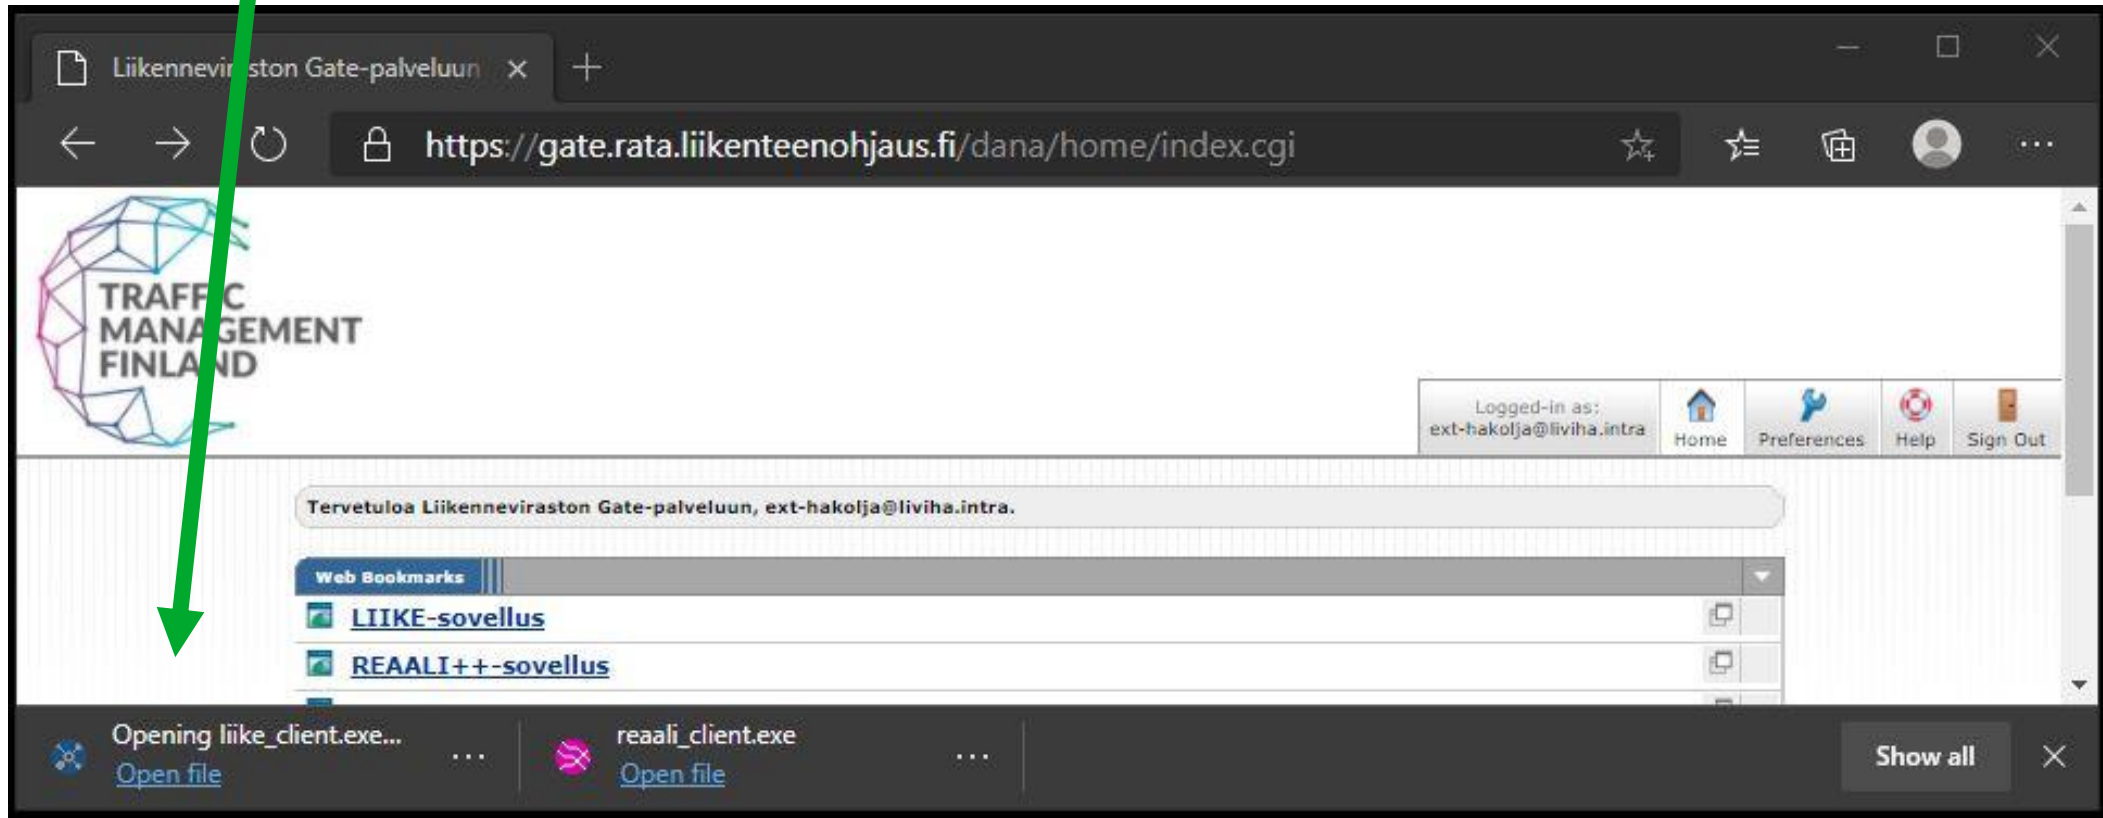 Liikenneviraston Gate-palveluun
https://gate.rata.liikenteenohjaus.fi/dana/home/index.cgi
TRAFFIC
MANAGEMENT
FINLAND
Logged-in as:
ext-hakolja@liviha.intra
Home
Preferences
Help
Sign Out
Tervetuloa Liikenneviraston Gate-palveluun, ext-hakolja@liviha.intra.
Web Bookmarks
LIIKE-sovellus
REAALI++-sovellus
Opening liike_client.exe...
Open file
reaali_client.exe
Open file
Show all